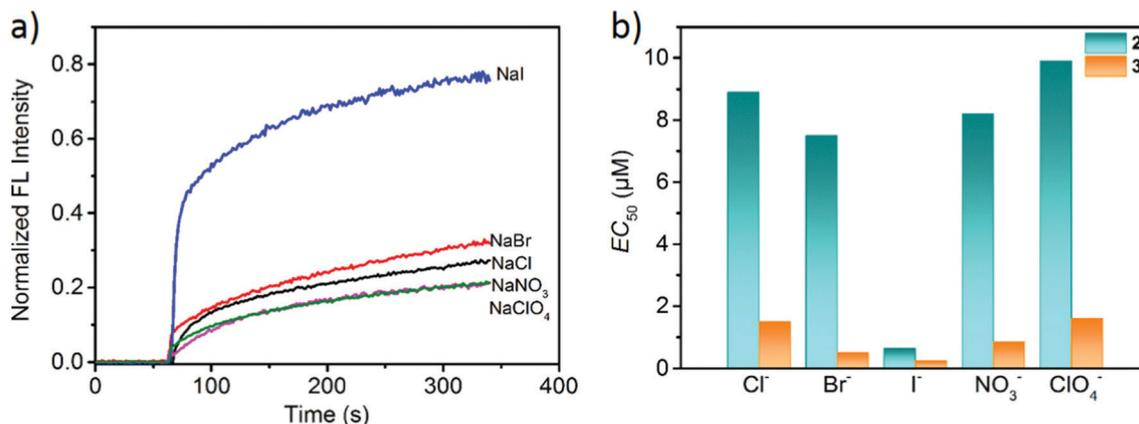 a)
Normalized FL Intensity
0.8
0.6
0.4
0.2
0.0
0
100
200
300
400
Time (s)
NaI
NaBr
NaCl
NaNO₃
NaClO₄
b)
EC₅₀ (μM)
10
8
6
4
2
0
Cl⁻
Br⁻
I⁻
NO₃⁻
ClO₄⁻
2
3